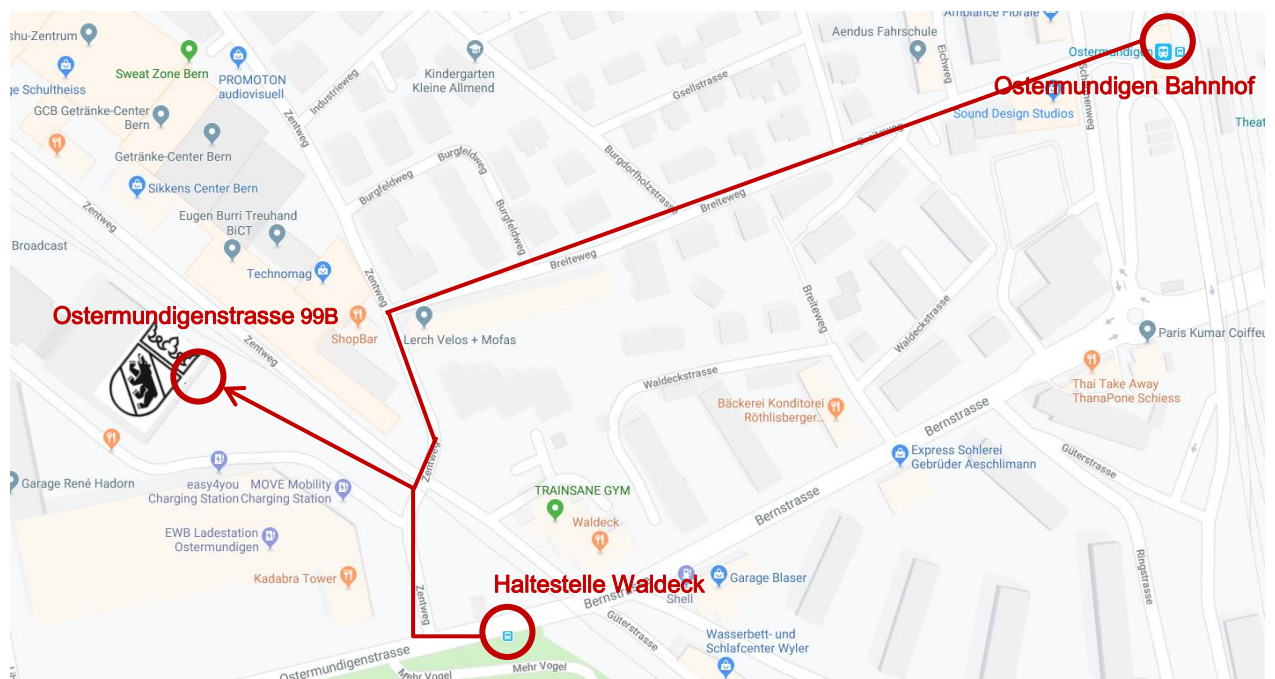 shu-Zentrum
Sweat Zone Bern
PROMOTON
audiovisuell
ge Schultheiss
GCB Getränke-Center
Bern
Getränke-Center Bern
Sikkens Center Bern
Eugen Burri Treuhand
BiCT
Broadcast
Technomag
Zentweg
Industrieweg
Zentweg
Kindergarten
Kleine Allmend
Gsellstrasse
Burgfeldweg
Burgfeldweg
Burgfeldweg
Burgdorfholzstrasse
Aendus Fahrschule
Ambiance Florale
Eichweg
Ostermundigen
Ostermundigen Bahnhof
Sound Design Studios
Theat
Breiteweg
Breiteweg
Breiteweg
Breiteweg
Zentweg
Ostermundigenstrasse 99B
ShopBar
Lerch Velos + Mofas
Zentweg
Waldeckstrasse
Waldeckstrasse
Paris Kumar Coiffeu
Thai Take Away
ThanaPone Schiess
Bäckerei Konditorei
Röthlisberger...
Bernstrasse
Express Sohlerei
Gebrüder Aeschlimann
Güterstrasse
Garage René Hadorn
easy4you
Charging Station
MOVE Mobility
Charging Station
Zentweg
TRAINSANE GYM
Waldeck
Bernstrasse
EWB Ladestation
Ostermundigen
Kadabra Tower
Haltestelle Waldeck
Garage Blaser
Shell
Bernstrasse
Zentweg
Güterstrasse
Ringstrasse
Wasserbett- und
Schlafcenter Wyler
Ostermundigenstrasse
Mehr Vogel
Mehr Vogel